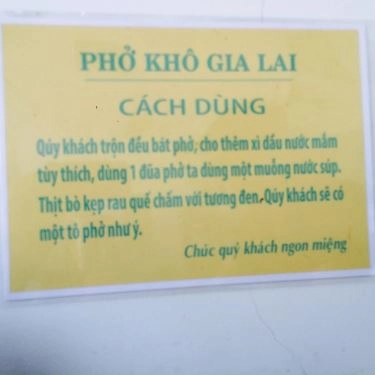 PHỞ KHÔ GIA LAI
CÁCH DÙNG
Qúy khách trộn đều bát phở, cho thêm xì dầu nước mắm
tùy thích, dùng 1 đũa phở ta dùng một muỗng nước súp.
Thịt bò kẹp rau quế chấm với tương đen. Qúy khách sẽ có
một tô phở như ý.
Chúc quý khách ngon miệng